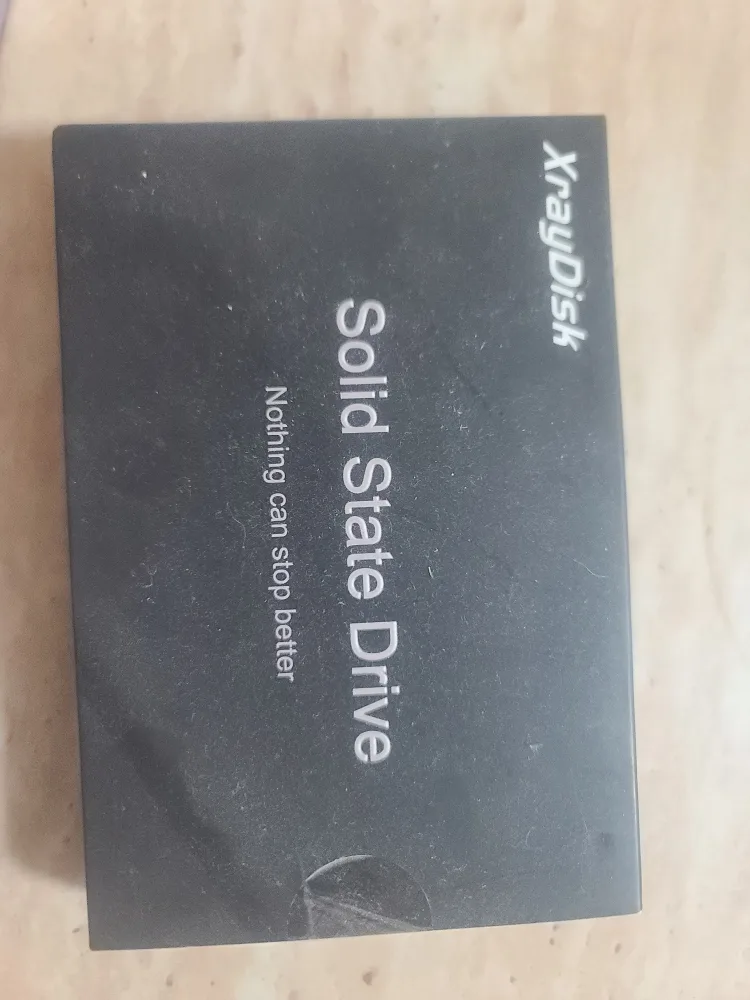 XrayDisk
Solid State Drive
Nothing can stop better